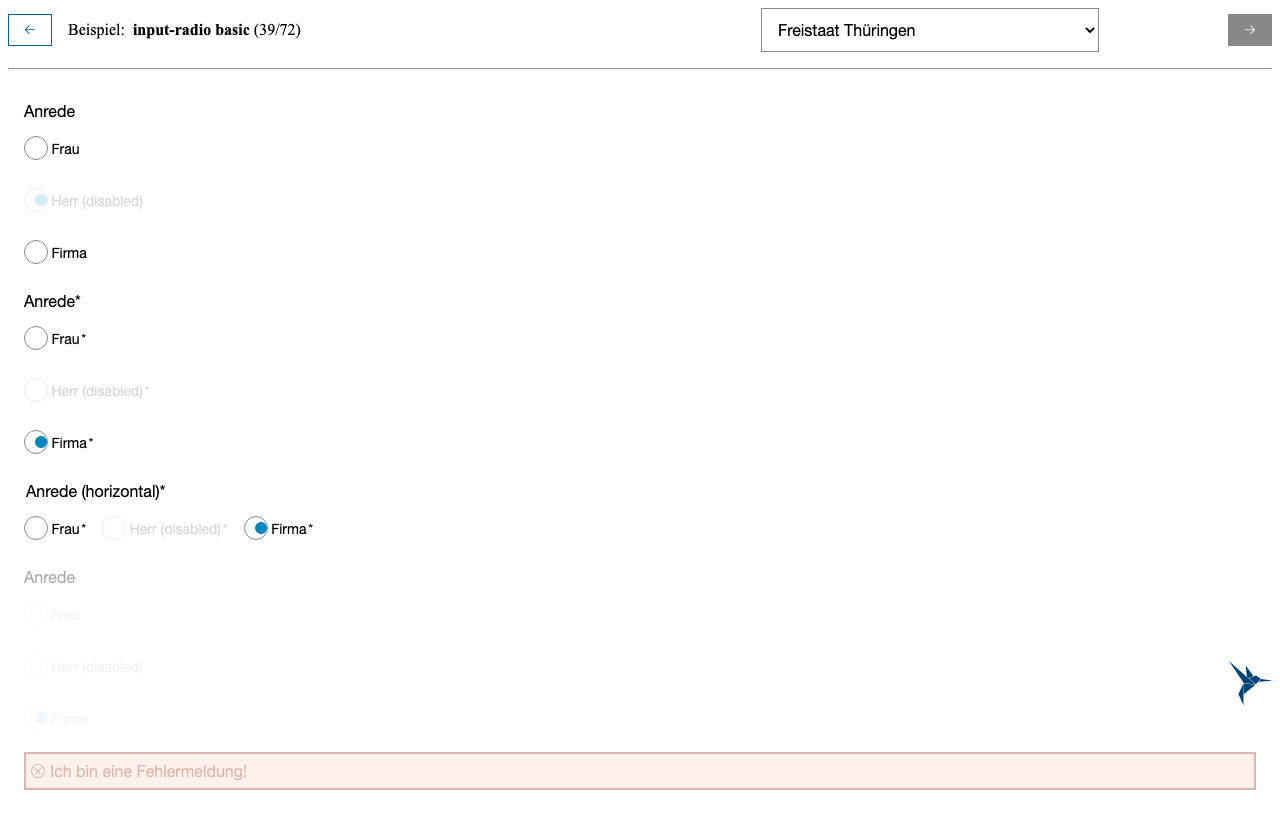 Beispiel: input-radio basic (39/72)
Freistaat Thüringen
Anrede
Frau
Herr (disabled)
Firma
Anrede*
Frau*
Herr (disabled)*
Firma*
Anrede (horizontal)*
Frau* Herr (disabled)* Firma*
Anrede
Frau
Herr (disabled)
Firma
Ich bin eine Fehlermeldung!